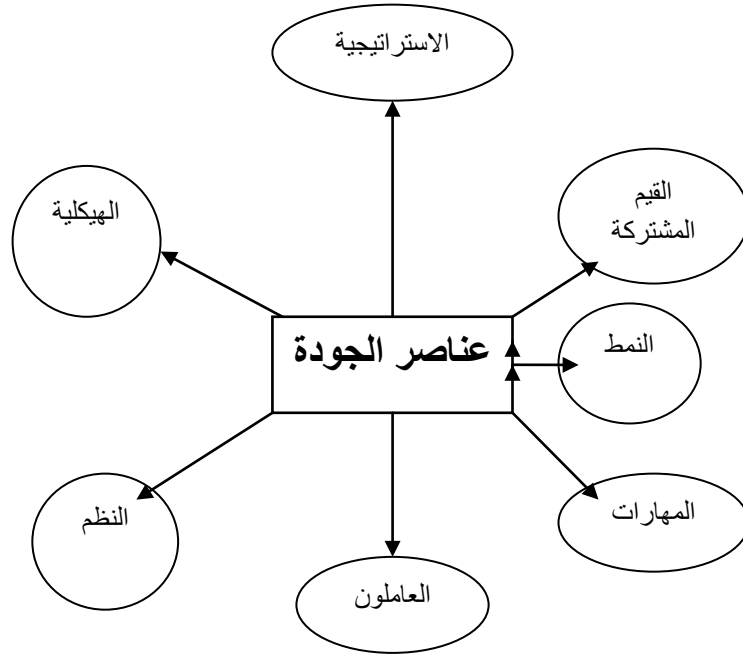 الاستراتيجية
القيم
المشتركة
الهيكلية
النمط
عناصر الجودة
المهارات
النظم
العاملون